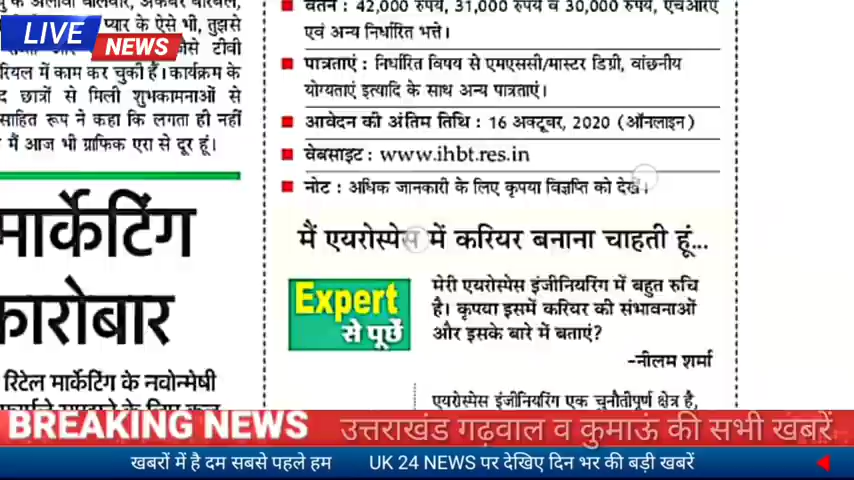 LIVE
NEWS
प्यार के ऐसे भी, तुझसे
जैसे टीवी
रियल में काम कर चुकी हैं। कार्यक्रम के
द छात्रों से मिली शुभकामनाओं से
साहित रूप ने कहा कि लगता ही नहीं
मैं आज भी ग्राफिक एरा से दूर हूं।
मार्केटिंग
कारोबार
रिटेल मार्केटिंग के नवोन्मेषी
वेतन : 42,000 रुपये, 31,000 रुपये व 30,000 रुपये, एचआरए
एवं अन्य निर्धारित भत्ते।
पात्रताएं : निर्धारित विषय से एमएससी/मास्टर डिग्री, वांछनीय
योग्यताएं इत्यादि के साथ अन्य पात्रताएं।
आवेदन की अंतिम तिथि : 16 अक्टूबर, 2020 (ऑनलाइन)
वेबसाइट : www.ihbt.res.in
नोट : अधिक जानकारी के लिए कृपया विज्ञप्ति को देखें।
मैं एयरोस्पेस में करियर बनाना चाहती हूं...
Expert
से पूछें
मेरी एयरोस्पेस इंजीनियरिंग में बहुत रुचि
है। कृपया इसमें करियर की संभावनाओं
और इसके बारे में बताएं?
-नीलम शर्मा
एयरोस्पेस इंजीनियरिंग एक चुनौतीपूर्ण क्षेत्र है,
BREAKING NEWS
उत्तराखंड गढ़वाल व कुमाऊं की सभी खबरें
खबरों में है दम सबसे पहले हम UK 24 NEWS पर देखिए दिन भर की बड़ी खबरें